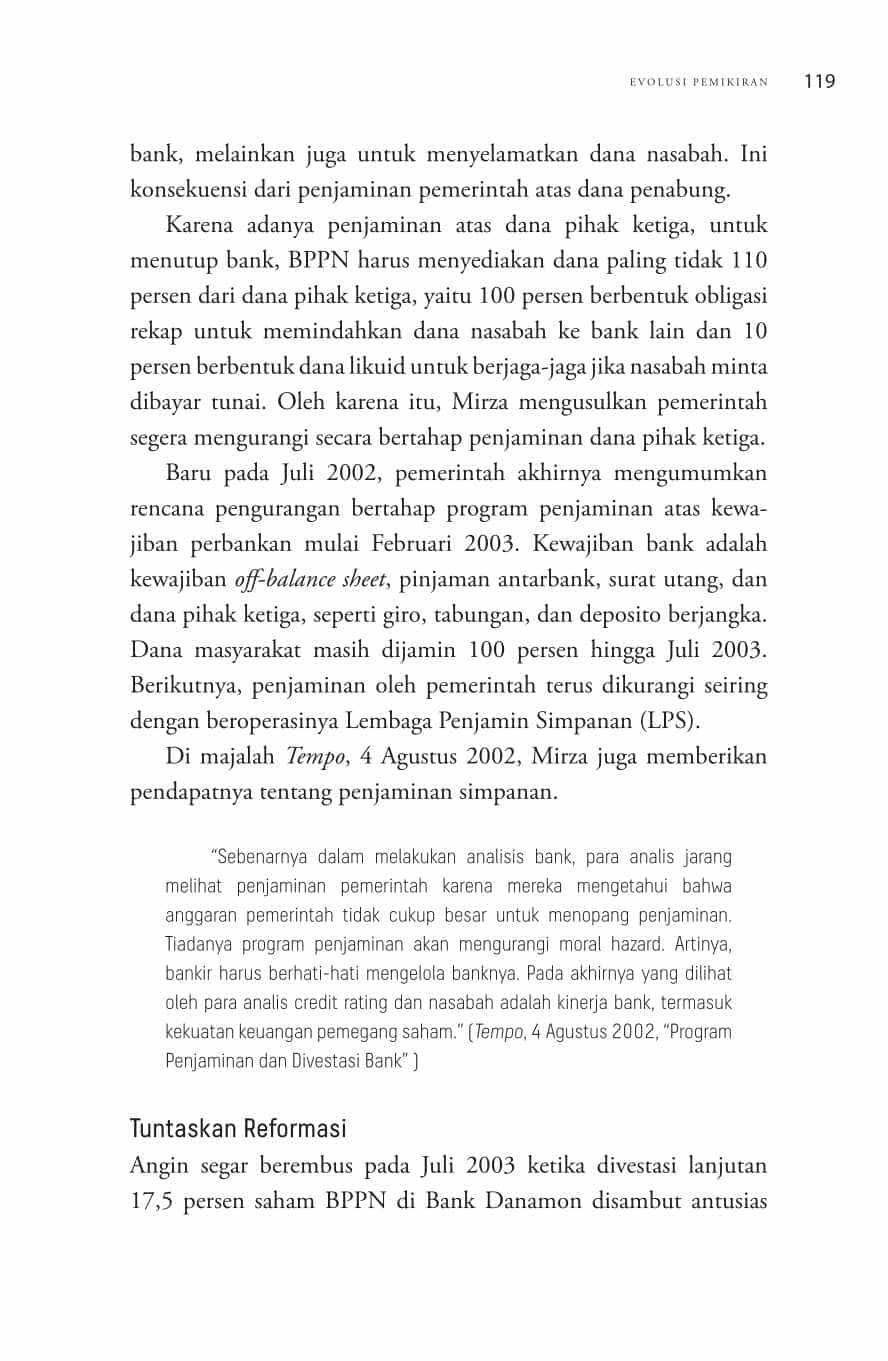 EVOLUSI PEMIKIRAN 119
bank, melainkan juga untuk menyelamatkan dana nasabah. Ini
konsekuensi dari penjaminan pemerintah atas dana penabung.
Karena adanya penjaminan atas dana pihak ketiga, untuk
menutup bank, BPPN harus menyediakan dana paling tidak 110
persen dari dana pihak ketiga, yaitu 100 persen berbentuk obligasi
rekap untuk memindahkan dana nasabah ke bank lain dan 10
persen berbentuk dana likuid untuk berjaga-jaga jika nasabah minta
dibayar tunai. Oleh karena itu, Mirza mengusulkan pemerintah
segera mengurangi secara bertahap penjaminan dana pihak ketiga.
Baru pada Juli 2002, pemerintah akhirnya mengumumkan
rencana pengurangan bertahap program penjaminan atas kewa-
jiban perbankan mulai Februari 2003. Kewajiban bank adalah
kewajiban off-balance sheet, pinjaman antarbank, surat utang, dan
dana pihak ketiga, seperti giro, tabungan, dan deposito berjangka.
Dana masyarakat masih dijamin 100 persen hingga Juli 2003.
Berikutnya, penjaminan oleh pemerintah terus dikurangi seiring
dengan beroperasinya Lembaga Penjamin Simpanan (LPS).
Di majalah Tempo, 4 Agustus 2002, Mirza juga memberikan
pendapatnya tentang penjaminan simpanan.
“Sebenarnya dalam melakukan analisis bank, para analis jarang
melihat penjaminan pemerintah karena mereka mengetahui bahwa
anggaran pemerintah tidak cukup besar untuk menopang penjaminan.
Tiadanya program penjaminan akan mengurangi moral hazard. Artinya,
bankir harus berhati-hati mengelola banknya. Pada akhirnya yang dilihat
oleh para analis credit rating dan nasabah adalah kinerja bank, termasuk
kekuatan keuangan pemegang saham.” (Tempo, 4 Agustus 2002, “Program
Penjaminan dan Divestasi Bank” )
Tuntaskan Reformasi
Angin segar berembus pada Juli 2003 ketika divestasi lanjutan
17,5 persen saham BPPN di Bank Danamon disambut antusias